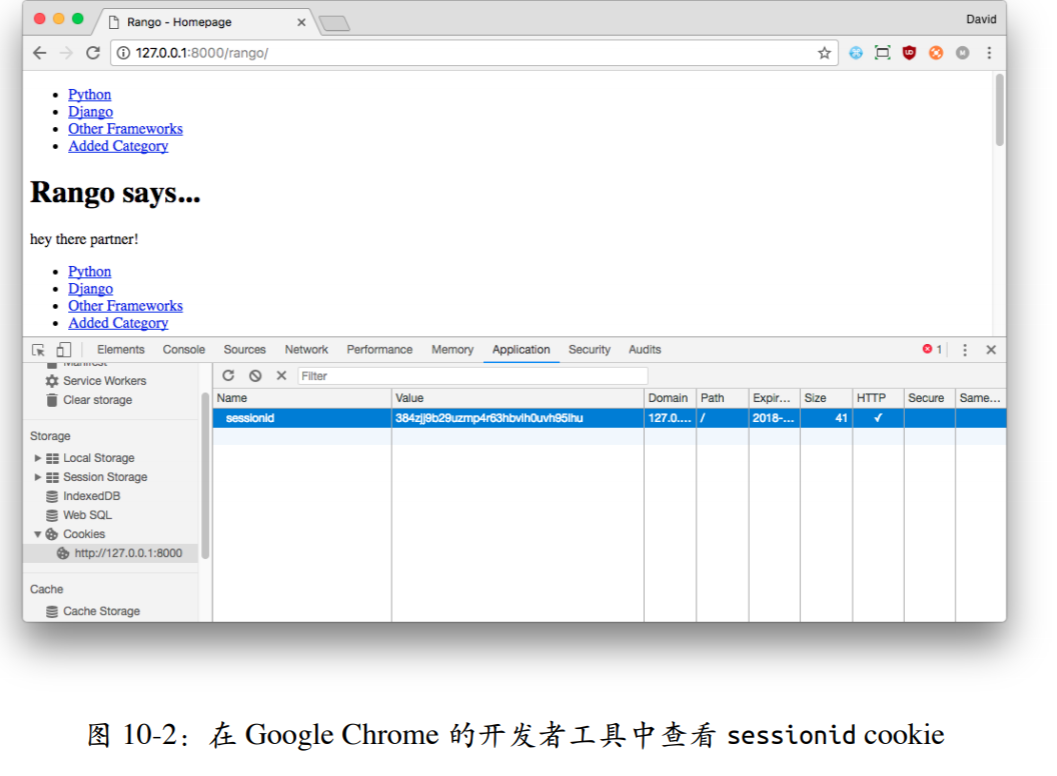 Rango - Homepage
David
127.0.0.1:8000/rango/
Python
Django
Other Frameworks
Added Category
Rango says...
hey there partner!
Python
Django
Other Frameworks
Added Category
Elements Console Sources Network Performance Memory Application Security Audits 1
Manifest
Service Workers
Clear storage
Storage
Local Storage
Session Storage
IndexedDB
Web SQL
Cookies
http://127.0.0.1:8000
Cache
Cache Storage
Filter
Name Value Domain Path Expir... Size HTTP Secure Same...
sessionid 384zjj9b29uzmp4r63hbvih0uvh95lhu 127.0.... / 2018-... 41 ✓
图 10-2：在 Google Chrome 的开发者工具中查看 sessionid cookie